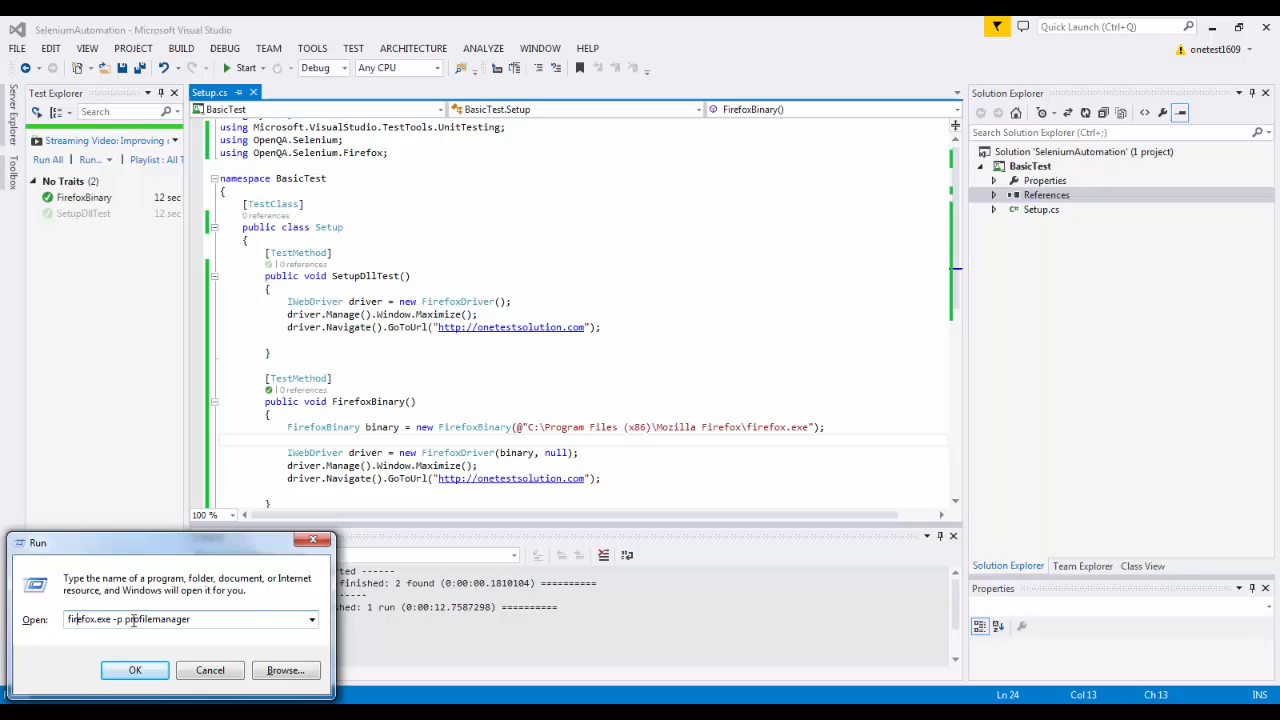 SeleniumAutomation - Microsoft Visual Studio
Quick Launch (Ctrl+Q)
FILE EDIT VIEW PROJECT BUILD DEBUG TEAM TOOLS TEST ARCHITECTURE ANALYZE WINDOW HELP
onetest1609
Start Debug Any CPU
Server Explorer
Toolbox
Test Explorer
Search
Streaming Video: Improving
Run All Run... Playlist : All T
No Traits (2)
FirefoxBinary 12 sec
SetupDllTest 12 sec
Setup.cs
BasicTest BasicTest.Setup FirefoxBinary()
using Microsoft.VisualStudio.TestTools.UnitTesting;
using OpenQA.Selenium;
using OpenQA.Selenium.Firefox;
namespace BasicTest
{
[TestClass]
0 references
public class Setup
{
[TestMethod]
0 references
public void SetupDllTest()
{
IWebDriver driver = new FirefoxDriver();
driver.Manage().Window.Maximize();
driver.Navigate().GoToUrl("http://onetestsolution.com");
}
[TestMethod]
0 references
public void FirefoxBinary()
{
FirefoxBinary binary = new FirefoxBinary(@"C:\Program Files (x86)\Mozilla Firefox\firefox.exe");
IWebDriver driver = new FirefoxDriver(binary, null);
driver.Manage().Window.Maximize();
driver.Navigate().GoToUrl("http://onetestsolution.com");
}
100 %
Solution Explorer
Search Solution Explorer (Ctrl+;)
Solution 'SeleniumAutomation' (1 project)
BasicTest
Properties
References
Setup.cs
Solution Explorer Team Explorer Class View
Properties
Run
Type the name of a program, folder, document, or Internet
resource, and Windows will open it for you.
Open: firefox.exe -p profilemanager
OK Cancel Browse...
ted ------
finished: 2 found (0:00:00.1810104) ==========
-----
hed: 1 run (0:00:12.7587298) ==========
Ln 24 Col 13 Ch 13 INS